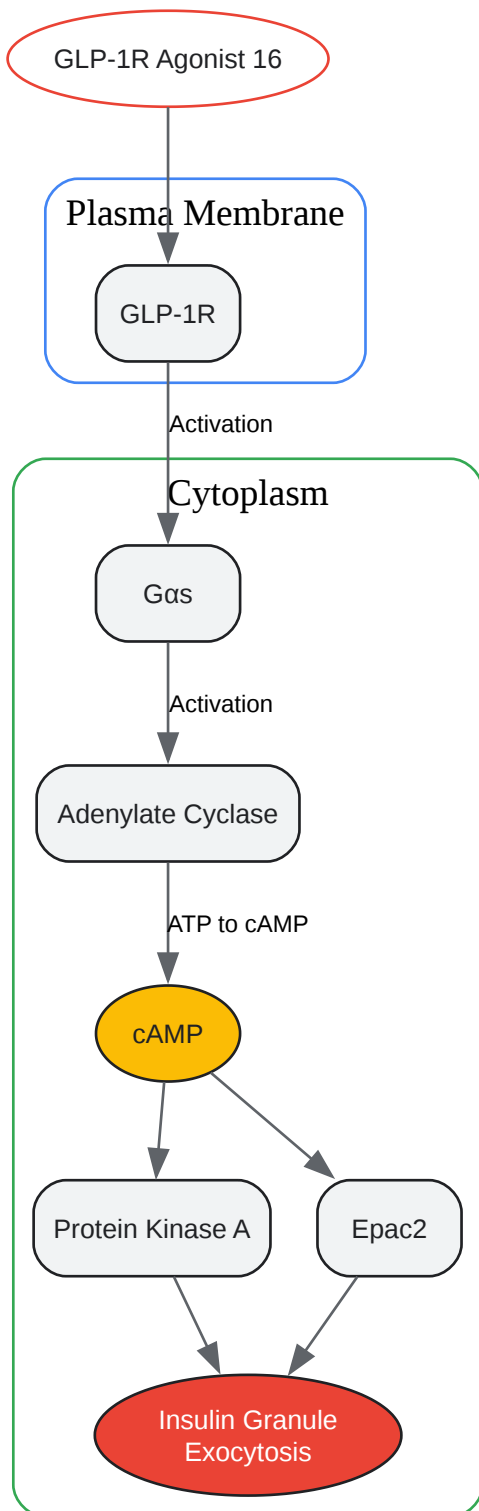 GLP-1R Agonist 16
Plasma Membrane
GLP-1R
Activation
Cytoplasm
Gαs
Activation
Adenylate Cyclase
ATP to cAMP
cAMP
Protein Kinase A
Epac2
Insulin Granule
Exocytosis